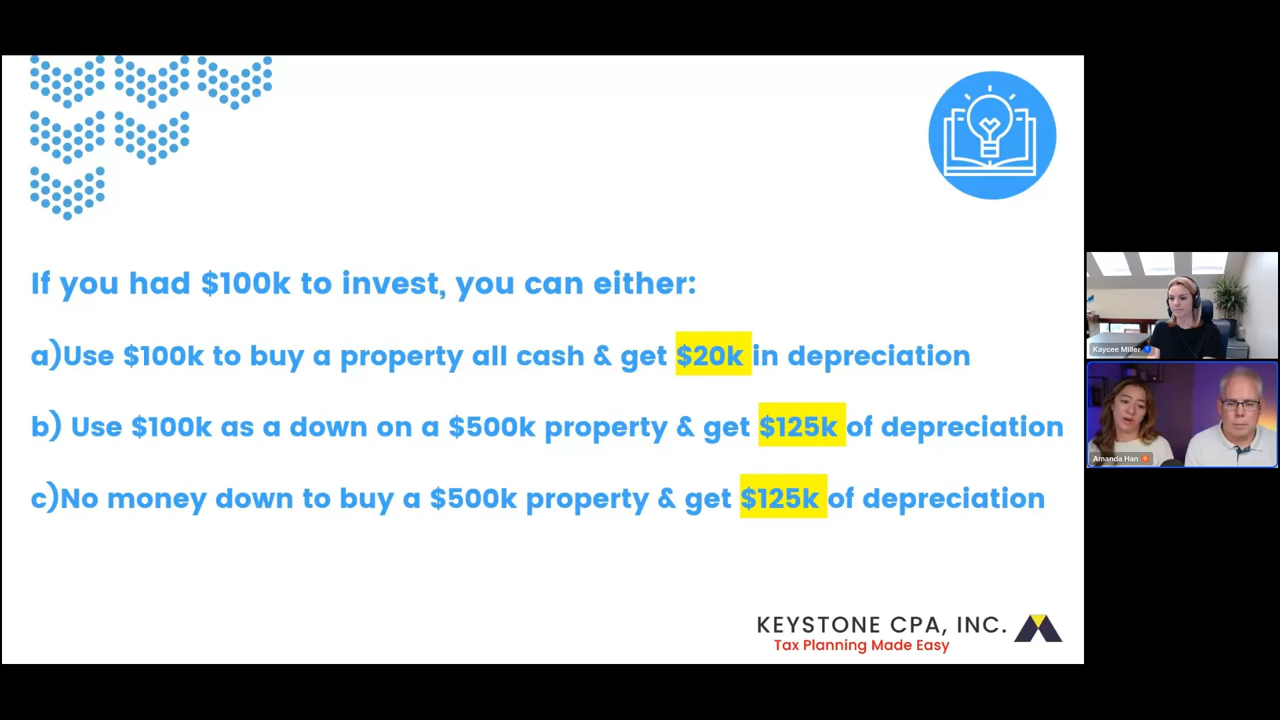 If you had $100k to invest, you can either:
a)Use $100k to buy a property all cash & get $20k in depreciation
b) Use $100k as a down on a $500k property & get $125k of depreciation
c)No money down to buy a $500k property & get $125k of depreciation
KEYSTONE CPA, INC.
Tax Planning Made Easy
Kaycee Miller
Amanda Han